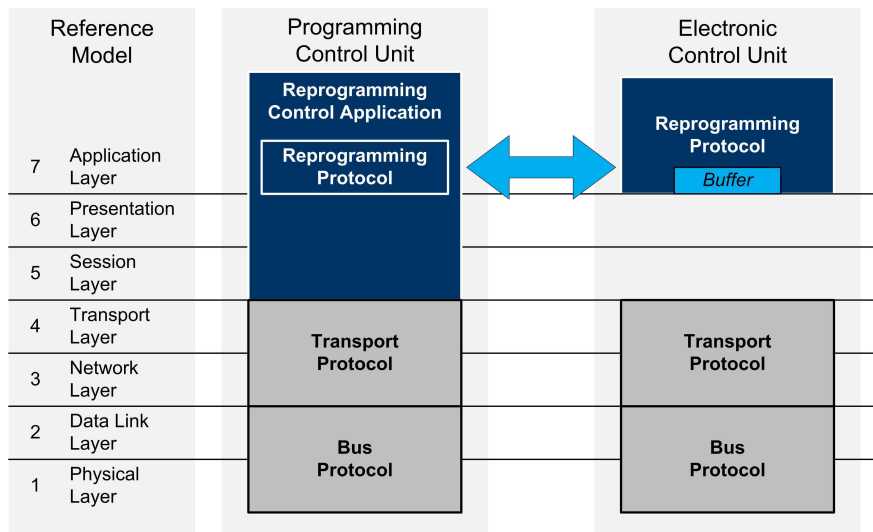 Reference
Model
Programming
Control Unit
Electronic
Control Unit
Reprogramming
Control Application
Reprogramming
Protocol
Reprogramming
Protocol
Buffer
7
Application
Layer
6
Presentation
Layer
5
Session
Layer
4
Transport
Layer
Transport
Protocol
Transport
Protocol
3
Network
Layer
2
Data Link
Layer
Bus
Protocol
Bus
Protocol
1
Physical
Layer